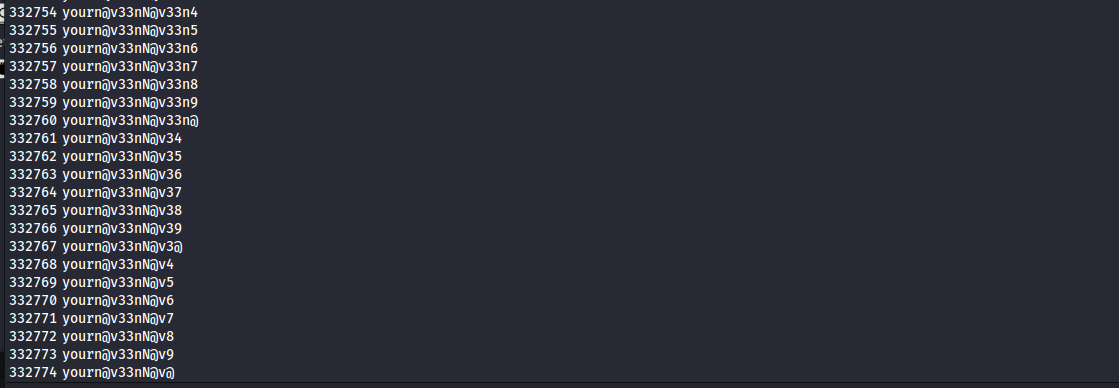 332754 yourn@v33nN@v33n4
332755 yourn@v33nN@v33n5
332756 yourn@v33nN@v33n6
332757 yourn@v33nN@v33n7
332758 yourn@v33nN@v33n8
332759 yourn@v33nN@v33n9
332760 yourn@v33nN@v33n@
332761 yourn@v33nN@v34
332762 yourn@v33nN@v35
332763 yourn@v33nN@v36
332764 yourn@v33nN@v37
332765 yourn@v33nN@v38
332766 yourn@v33nN@v39
332767 yourn@v33nN@v3@
332768 yourn@v33nN@v4
332769 yourn@v33nN@v5
332770 yourn@v33nN@v6
332771 yourn@v33nN@v7
332772 yourn@v33nN@v8
332773 yourn@v33nN@v9
332774 yourn@v33nN@v@